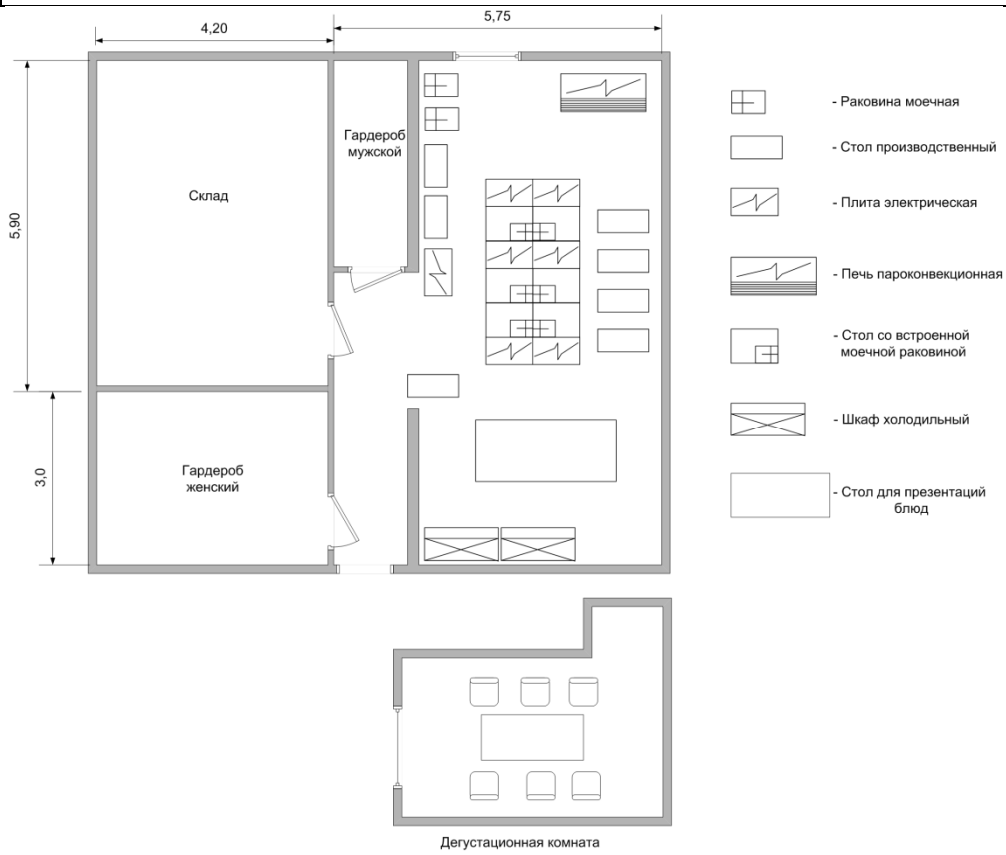 4,20
5,75
5,90
3,0
Склад
Гардероб
мужской
Гардероб
женский
- Раковина моечная
- Стол производственный
- Плита электрическая
- Печь пароконвекционная
- Стол со встроенной
моечной раковиной
- Шкаф холодильный
- Стол для презентаций
блюд
Дегустационная комната